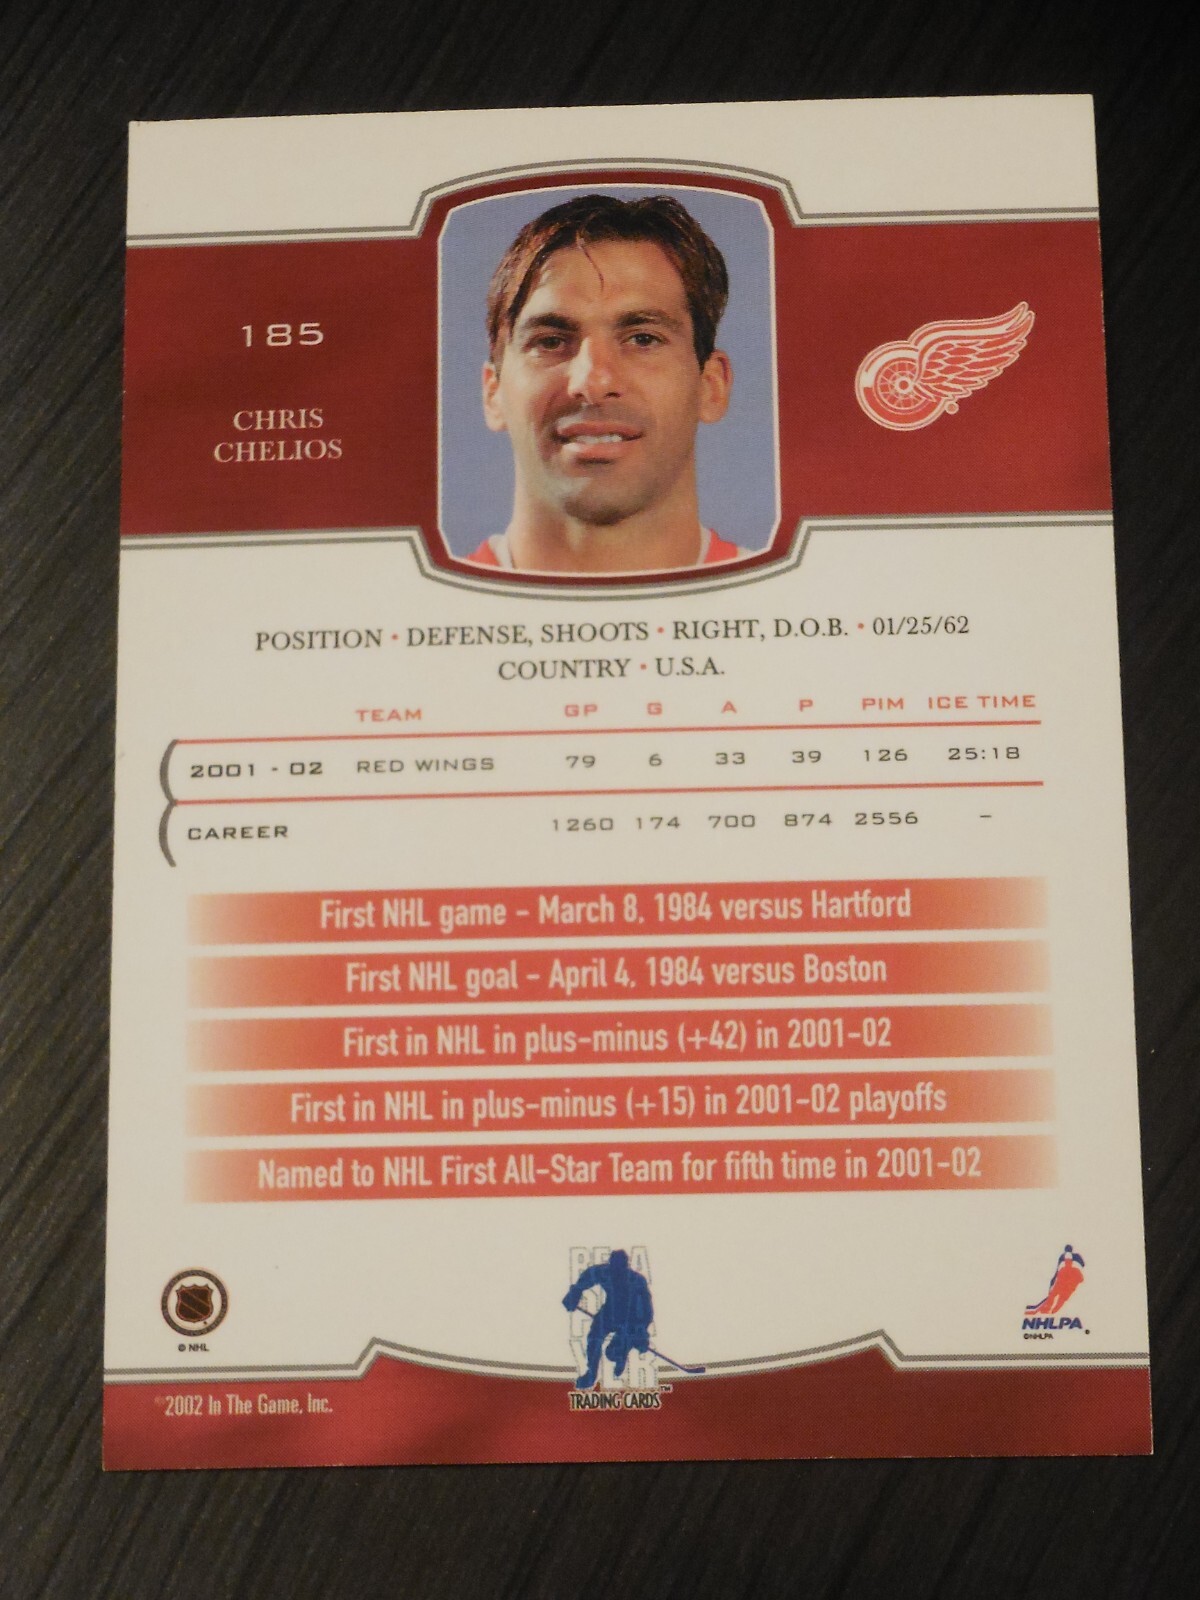 185
CHRIS
CHELIOS
POSITION • DEFENSE, SHOOTS • RIGHT, D.O.B. • 01/25/62
COUNTRY • U.S.A.
TEAM GP G A P PIM ICE TIME
2001 - 02 RED WINGS 79 6 33 39 126 25:18
CAREER 1260 174 700 874 2556 –
First NHL game – March 8, 1984 versus Hartford
First NHL goal – April 4, 1984 versus Boston
First in NHL in plus-minus (+42) in 2001-02
First in NHL in plus-minus (+15) in 2001-02 playoffs
Named to NHL First All-Star Team for fifth time in 2001-02
© NHL
BE A
PLAYER
TRADING CARDS™
NHLPA
©NHLPA
©2002 In The Game, Inc.